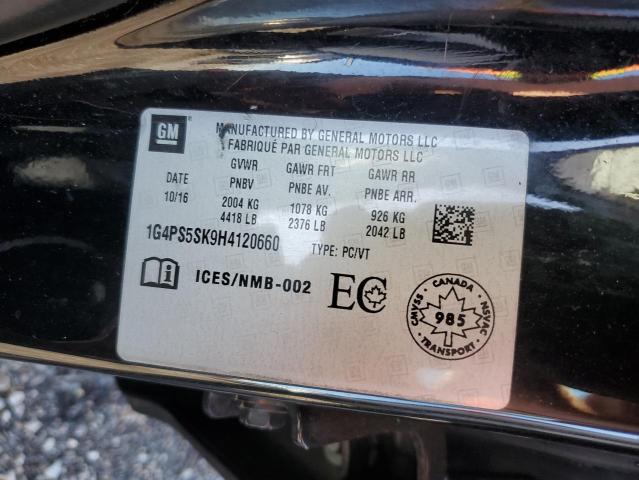 GM
MANUFACTURED BY GENERAL MOTORS LLC
FABRIQUÉ PAR GENERAL MOTORS LLC
DATE
10/16
GVWR
PNBV
2004 KG
4418 LB
GAWR FRT
PNBE AV.
1078 KG
2376 LB
GAWR RR
PNBE ARR.
926 KG
2042 LB
1G4PS5SK9H4120660
TYPE: PC/VT
ICES/NMB-002
EC
CANADA
CMVSS
NSVAC
985
TRANSPORT